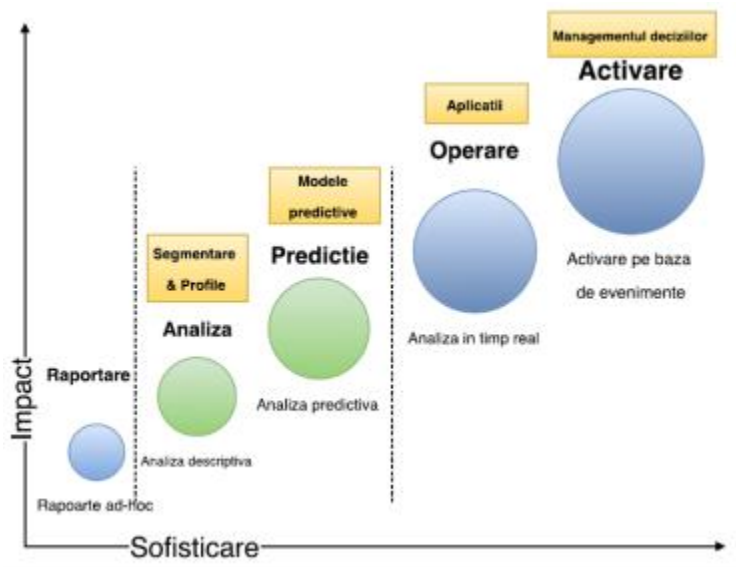 Managementul deciziilor
Activare
Aplicatii
Operare
Modele
predictive
Segmentare
& Profile
Predictie
Activare pe baza
de evenimente
Analiza
Analiza in timp real
Raportare
Impact
Analiza predictiva
Analiza descriptiva
Rapoarte ad-hoc
Sofisticare